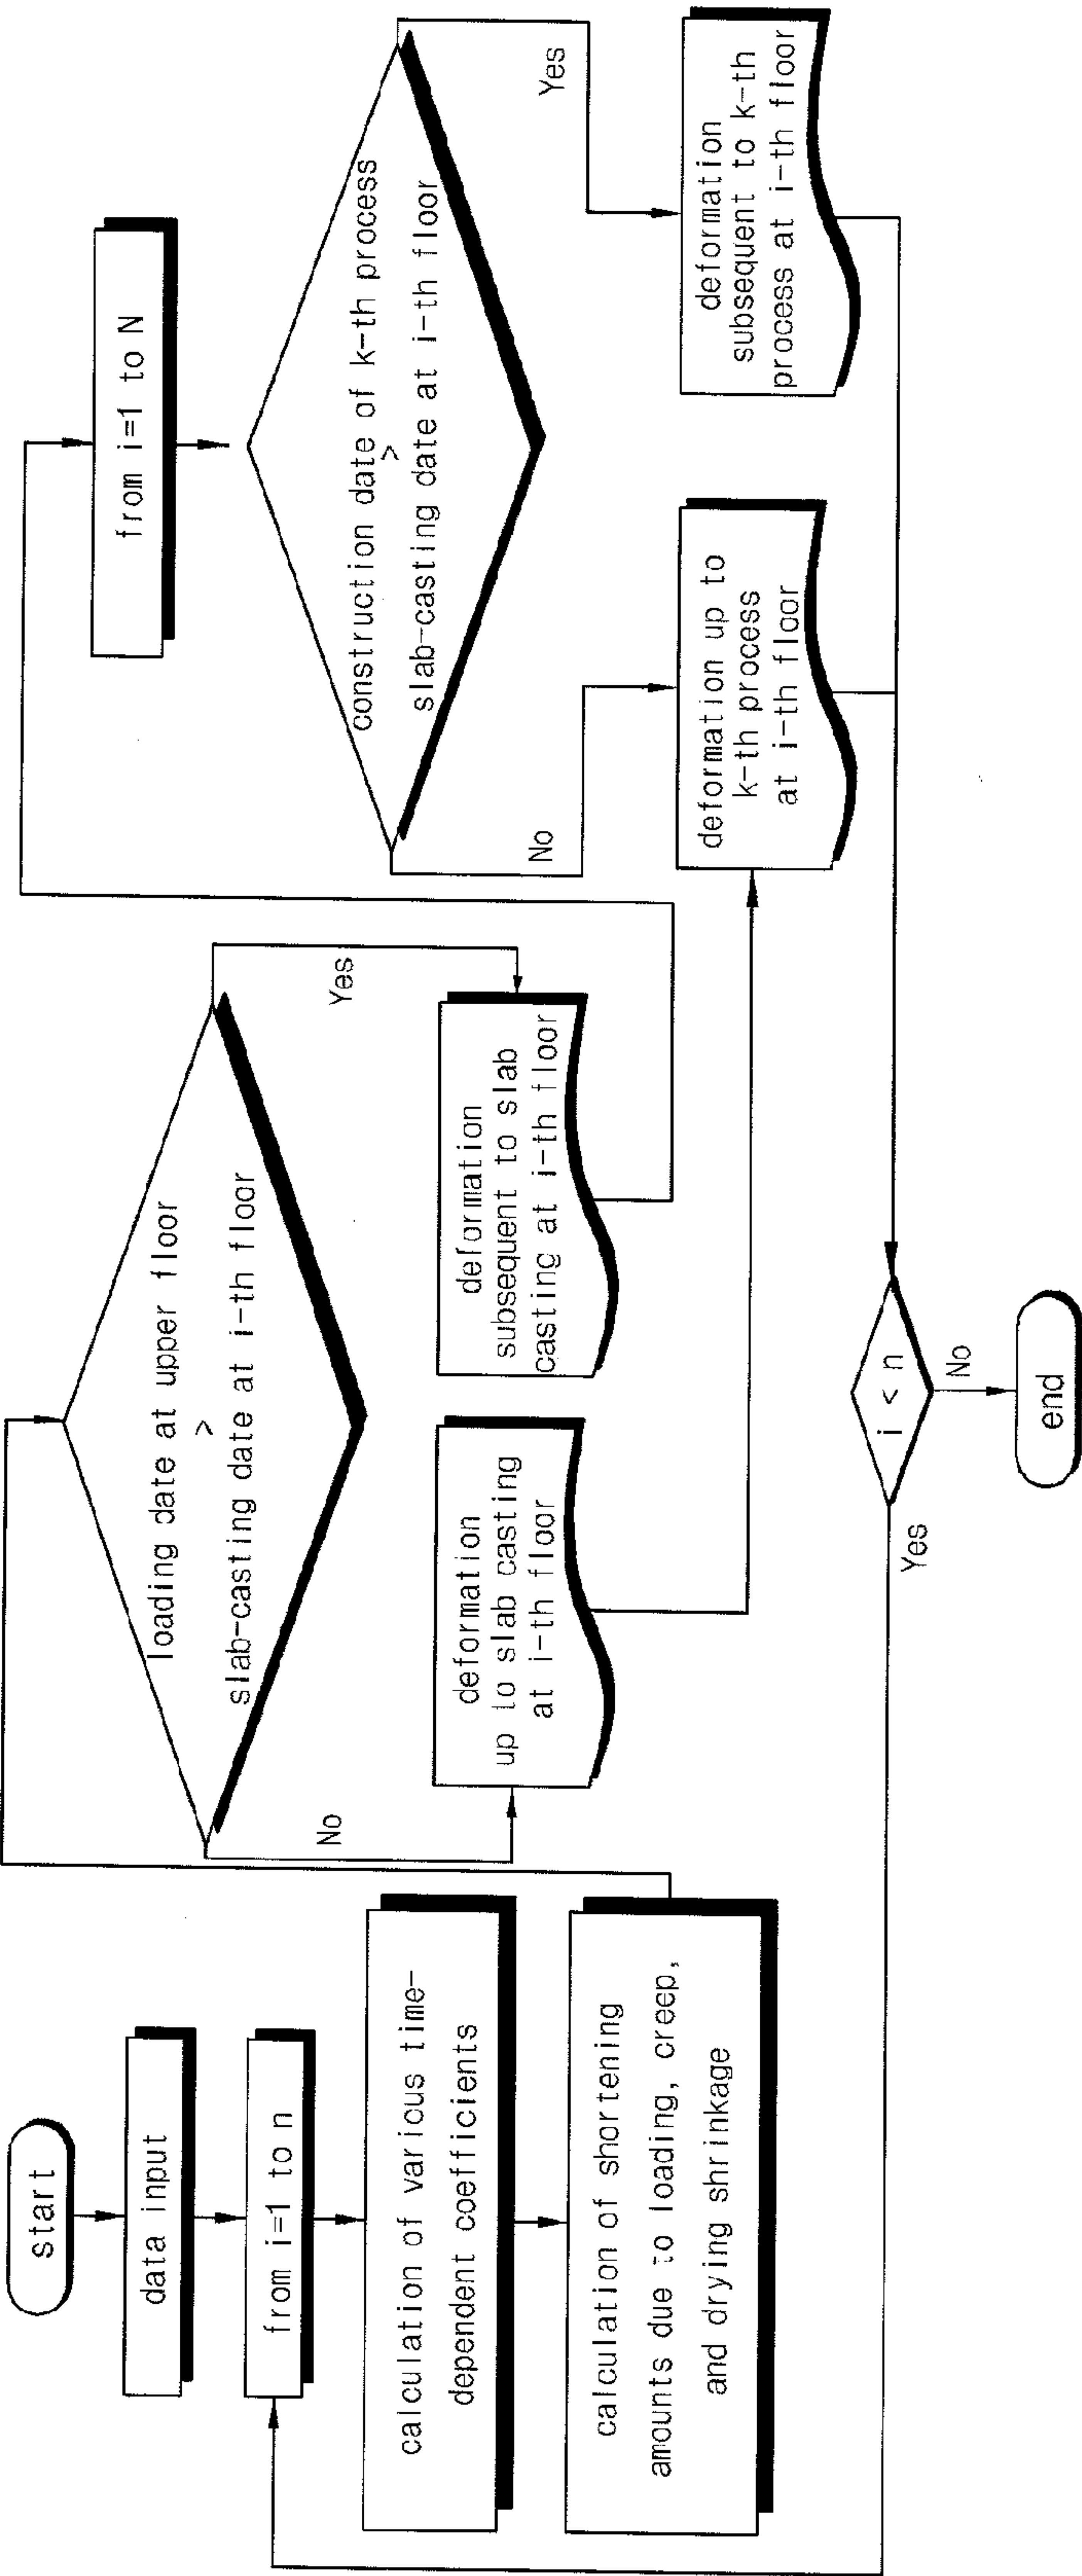 start
data input
from i=1 to n
calculation of various time-
dependent coefficients
calculation of shortening
amounts due to loading, creep,
and drying shrinkage
loading date at upper floor
>
slab-casting date at i-th floor
No
Yes
deformation
up to slab casting
at i-th floor
deformation
subsequent to slab
casting at i-th floor
from i=1 to N
construction date of k-th process
>
slab-casting date at i-th floor
No
Yes
deformation up to
k-th process
at i-th floor
deformation
subsequent to k-th
process at i-th floor
i < n
Yes
No
end